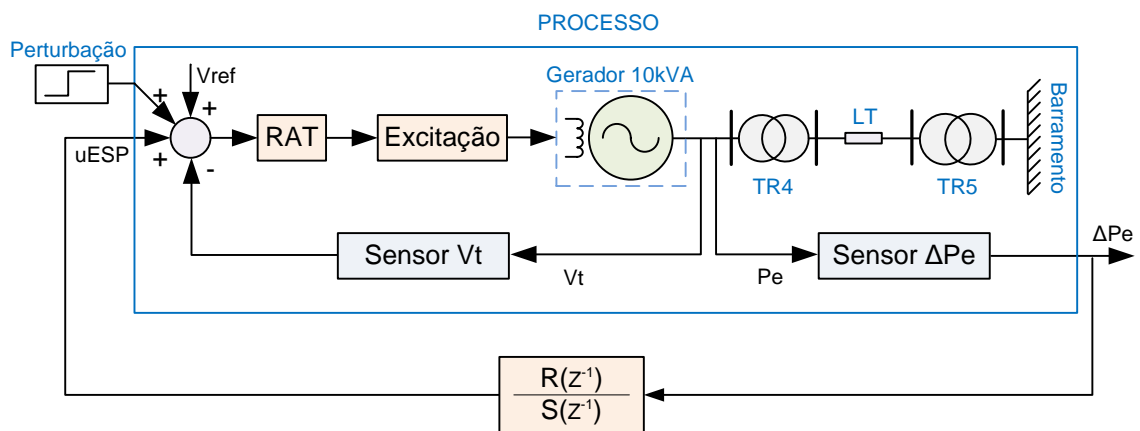 PROCESSO
Perturbação
Vref
Gerador 10kVA
Barramento
+
+
+
-
uESP
RAT
Excitação
LT
TR4
TR5
Sensor Vt
Vt
Pe
Sensor ΔPe
ΔPe
R(Z⁻¹)
S(Z⁻¹)